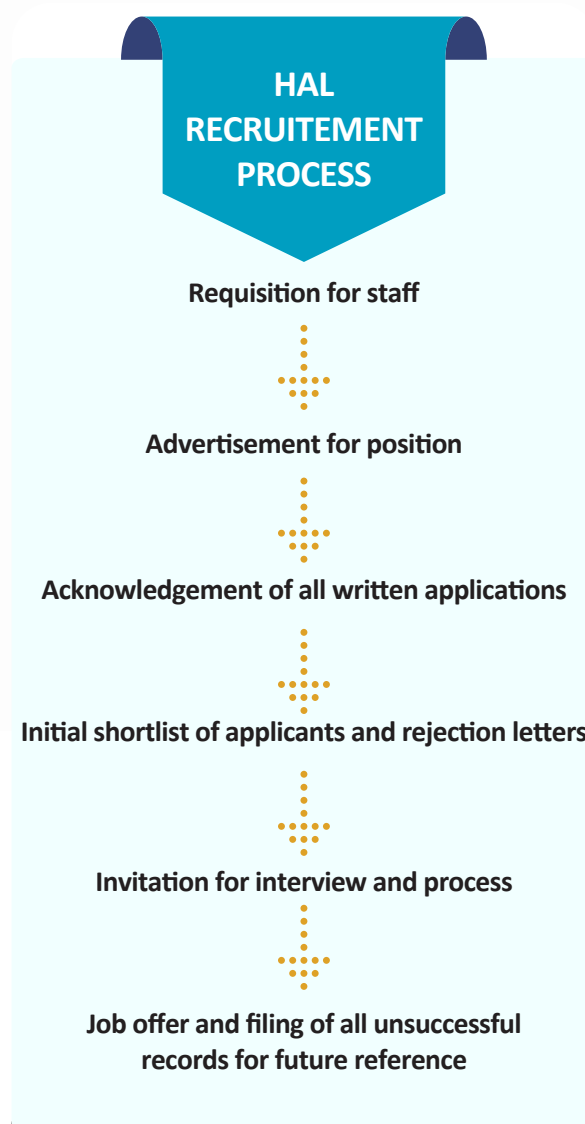 HAL
RECRUITEMENT
PROCESS
Requisition for staff
Advertisement for position
Acknowledgement of all written applications
Initial shortlist of applicants and rejection letters
Invitation for interview and process
Job offer and filing of all unsuccessful
records for future reference